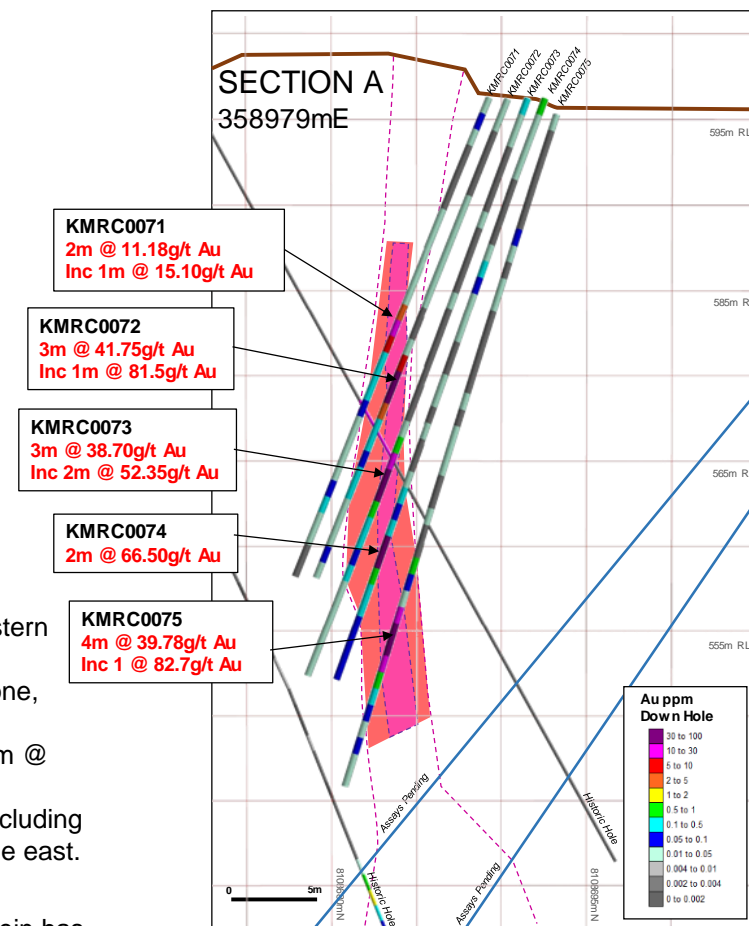 SECTION A
358979mE
KMRC0071
KMRC0072
KMRC0073
KMRC0074
KMRC0075
595m RL
KMRC0071
2m @ 11.18g/t Au
Inc 1m @ 15.10g/t Au
585m R
KMRC0072
3m @ 41.75g/t Au
Inc 1m @ 81.5g/t Au
KMRC0073
3m @ 38.70g/t Au
Inc 2m @ 52.35g/t Au
565m R
KMRC0074
2m @ 66.50g/t Au
KMRC0075
4m @ 39.78g/t Au
Inc 1 @ 82.7g/t Au
555m RL
stern
one,
m @
cluding
e east.
ein has
Au ppm
Down Hole
30 to 100
10 to 30
5 to 10
2 to 5
1 to 2
0.5 to 1
0.1 to 0.5
0.05 to 0.1
0.01 to 0.05
0.004 to 0.01
0.002 to 0.004
0 to 0.002
Assays Pending
Assays Pending
Historic Hole
Historic Hole
0 5m